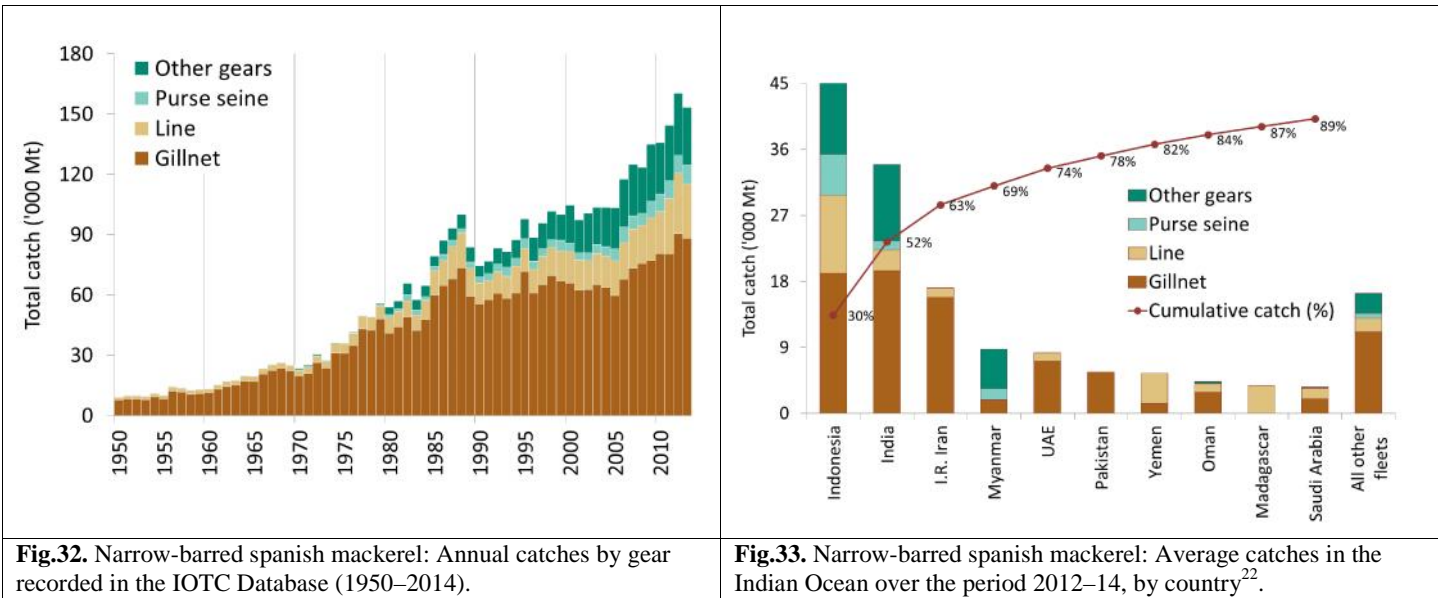 180
150
120
90
60
30
0
Total catch ('000 Mt)
Other gears
Purse seine
Line
Gillnet
1950
1955
1960
1965
1970
1975
1980
1985
1990
1995
2000
2005
2010
Fig.32. Narrow-barred spanish mackerel: Annual catches by gear
recorded in the IOTC Database (1950–2014).
45
36
27
18
9
0
Total catch ('000 Mt)
30%
52%
63%
69%
74%
78%
82%
84%
87%
89%
Other gears
Purse seine
Line
Gillnet
Cumulative catch (%)
Indonesia
India
I.R. Iran
Myanmar
UAE
Pakistan
Yemen
Oman
Madagascar
Saudi Arabia
All other
fleets
Fig.33. Narrow-barred spanish mackerel: Average catches in the
Indian Ocean over the period 2012–14, by country22.